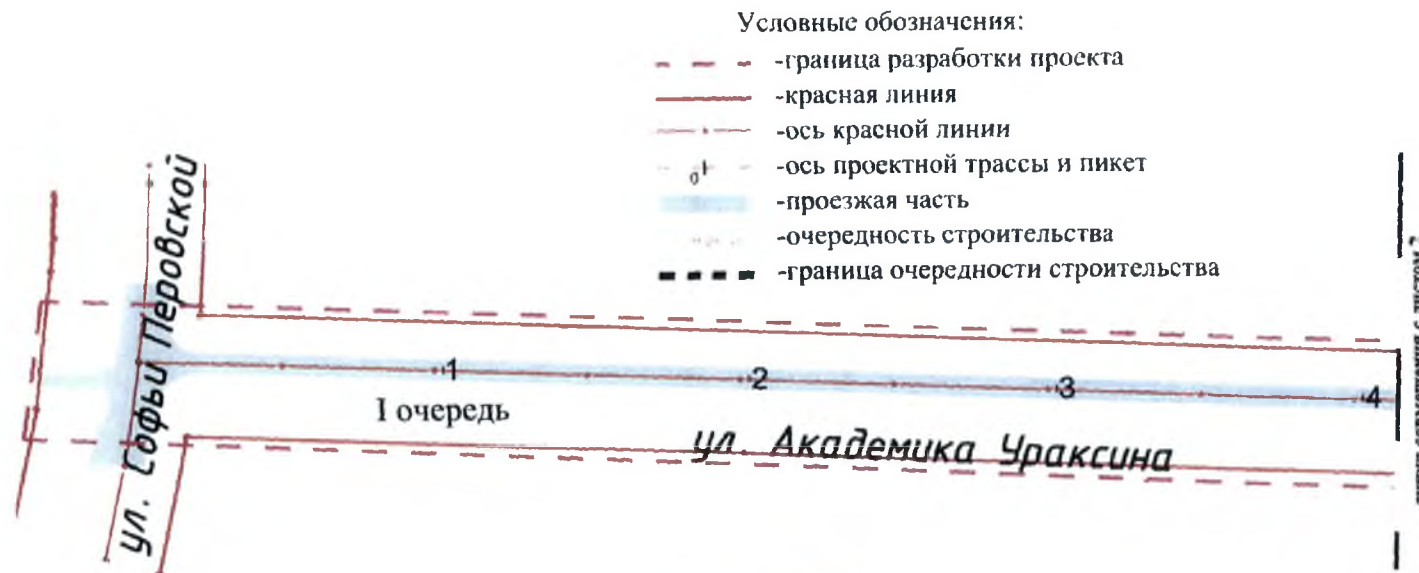 Условные обозначения:
-граница разработки проекта
-красная линия
-ось красной линии
0 -ось проектной трассы и пикет
-проезжая часть
-очередность строительства
-граница очередности строительства
ул. Софьи Перовской
1
2
3
4
I очередь
ул. Академика Ураксина